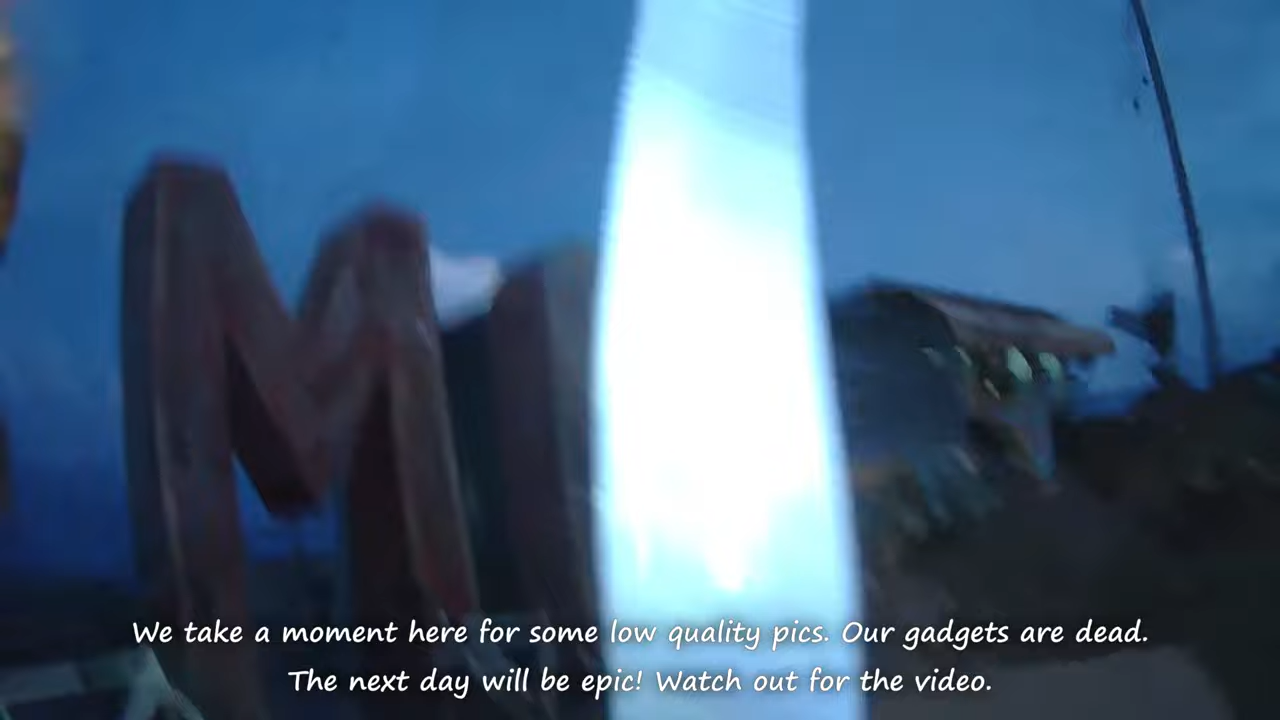 M
We take a moment here for some low quality pics. Our gadgets are dead.
The next day will be epic! Watch out for the video.